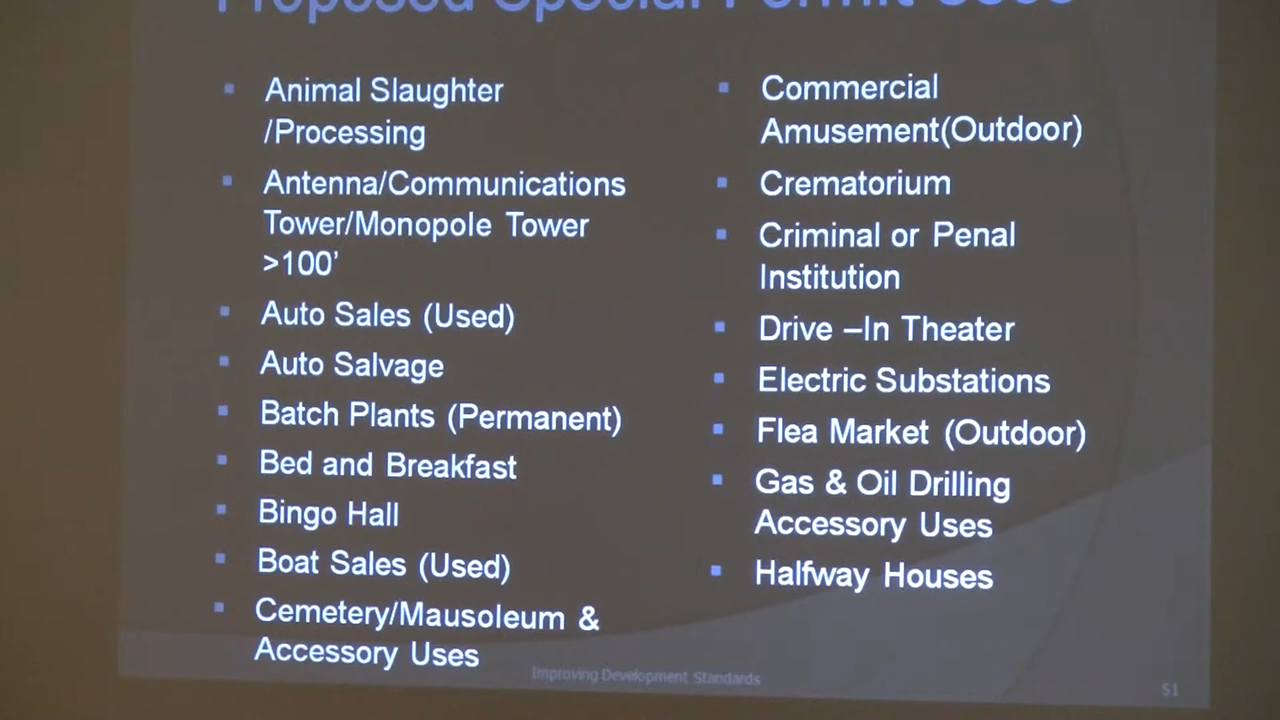 Proposed Special Permit Uses
Animal Slaughter
/Processing
Antenna/Communications
Tower/Monopole Tower
>100’
Auto Sales (Used)
Auto Salvage
Batch Plants (Permanent)
Bed and Breakfast
Bingo Hall
Boat Sales (Used)
Cemetery/Mausoleum &
Accessory Uses
Commercial
Amusement(Outdoor)
Crematorium
Criminal or Penal
Institution
Drive –In Theater
Electric Substations
Flea Market (Outdoor)
Gas & Oil Drilling
Accessory Uses
Halfway Houses
Improving Development Standards
51